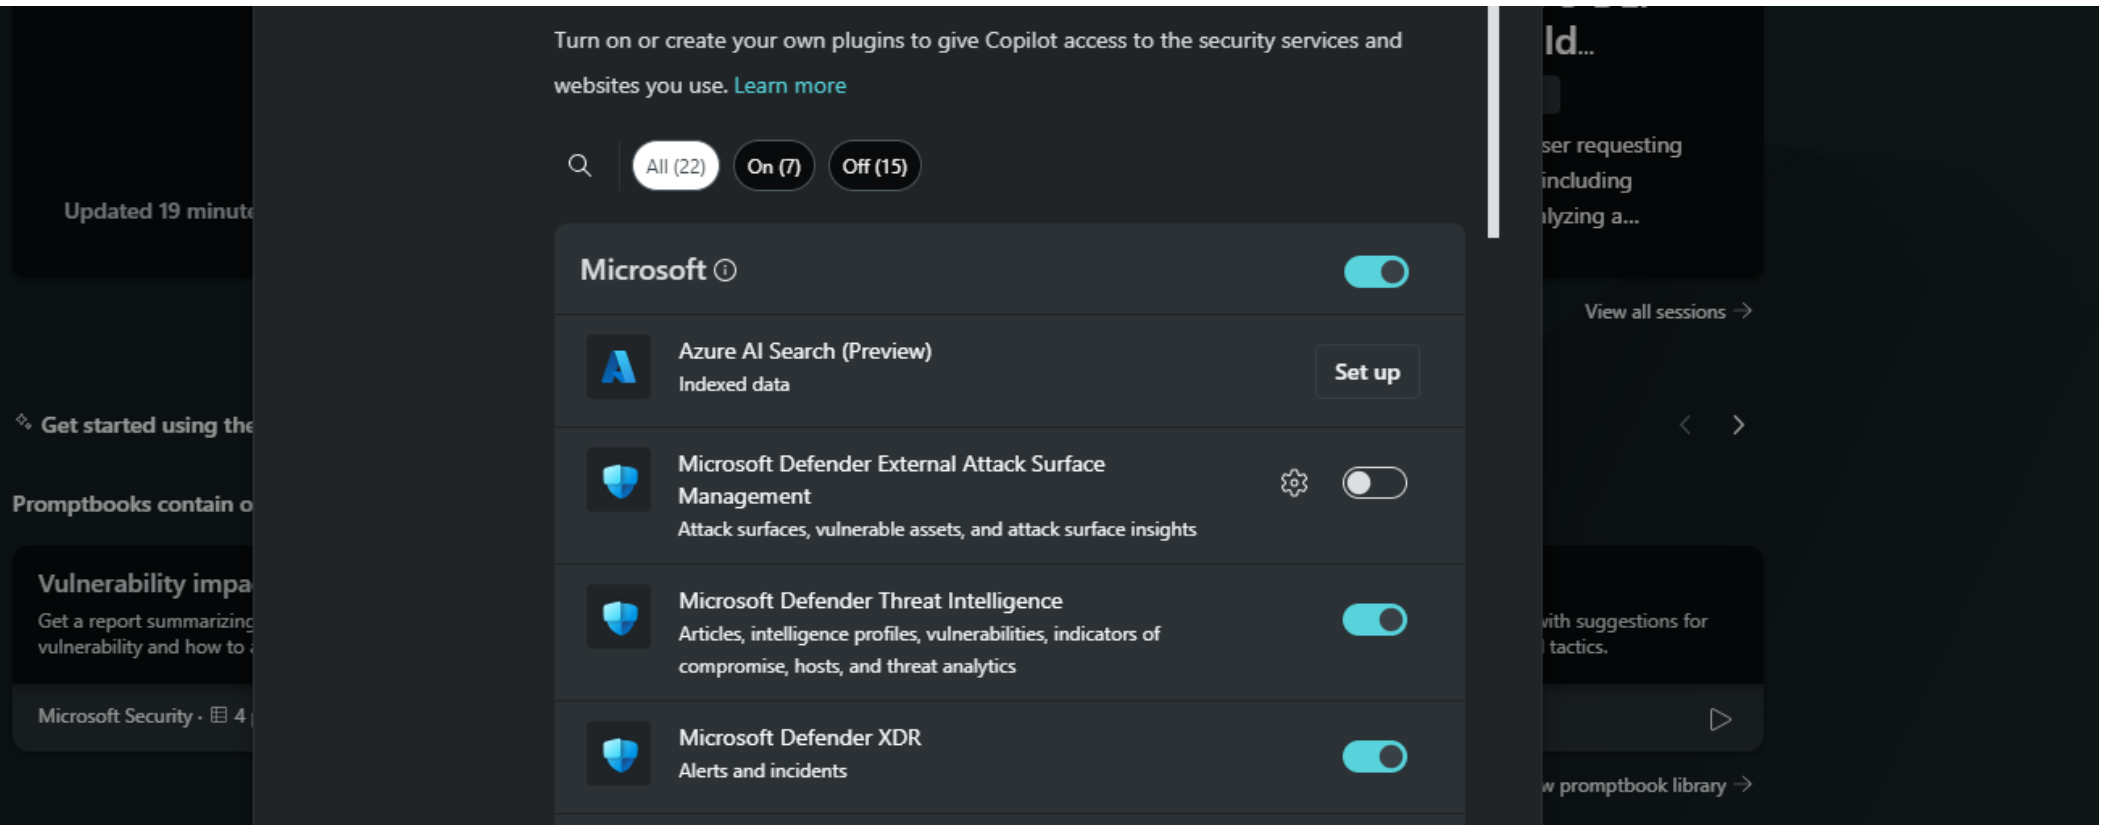 Turn on or create your own plugins to give Copilot access to the security services and
websites you use. Learn more
All (22)
On (7)
Off (15)
Microsoft
Azure AI Search (Preview)
Indexed data
Set up
Microsoft Defender External Attack Surface
Management
Attack surfaces, vulnerable assets, and attack surface insights
Microsoft Defender Threat Intelligence
Articles, intelligence profiles, vulnerabilities, indicators of
compromise, hosts, and threat analytics
Microsoft Defender XDR
Alerts and incidents
Updated 19
Get started using the
Promptbooks contain
Vulnerability
Get a report summarizing
vulnerability and how to
Microsoft Security · 4
requesting
including
a...
View all sessions
with suggestions for
tactics.
promptbook library